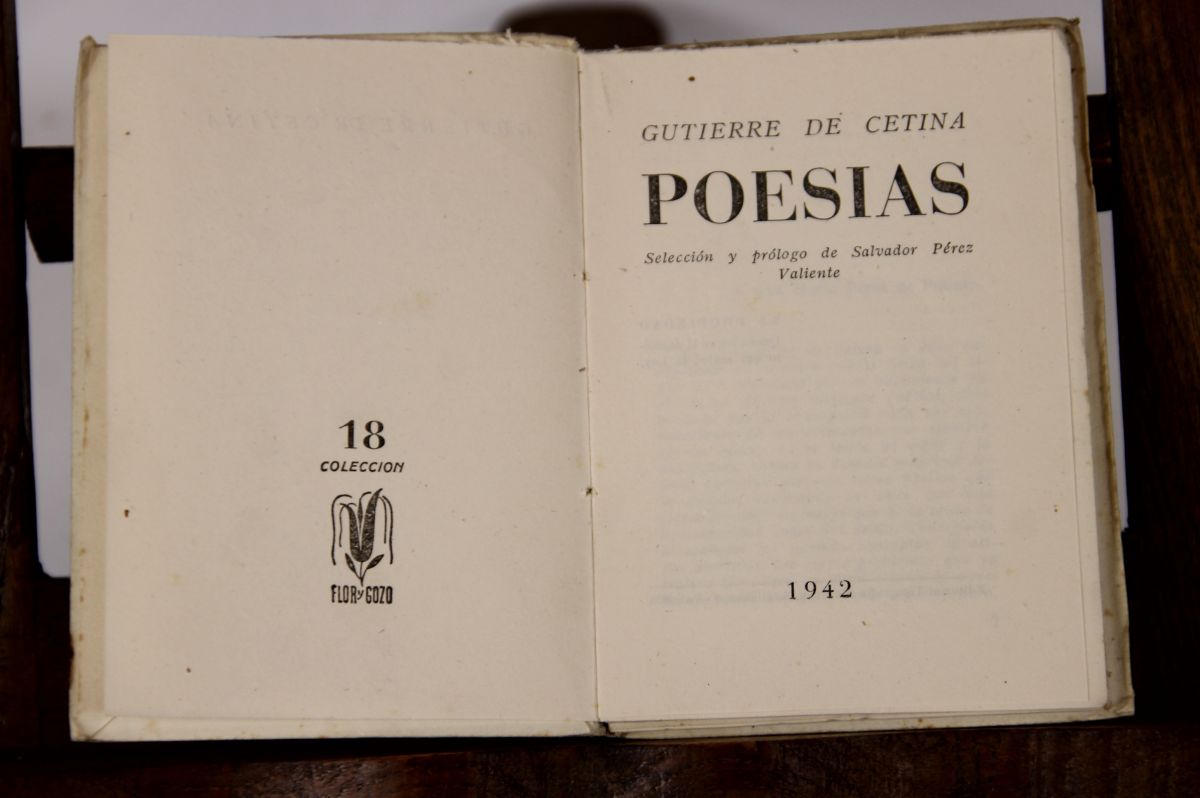 18
COLECCION
FLOR y GOZO
GUTIERRE DE CETINA
POESIAS
Selección y prólogo de Salvador Pérez
Valiente
1942